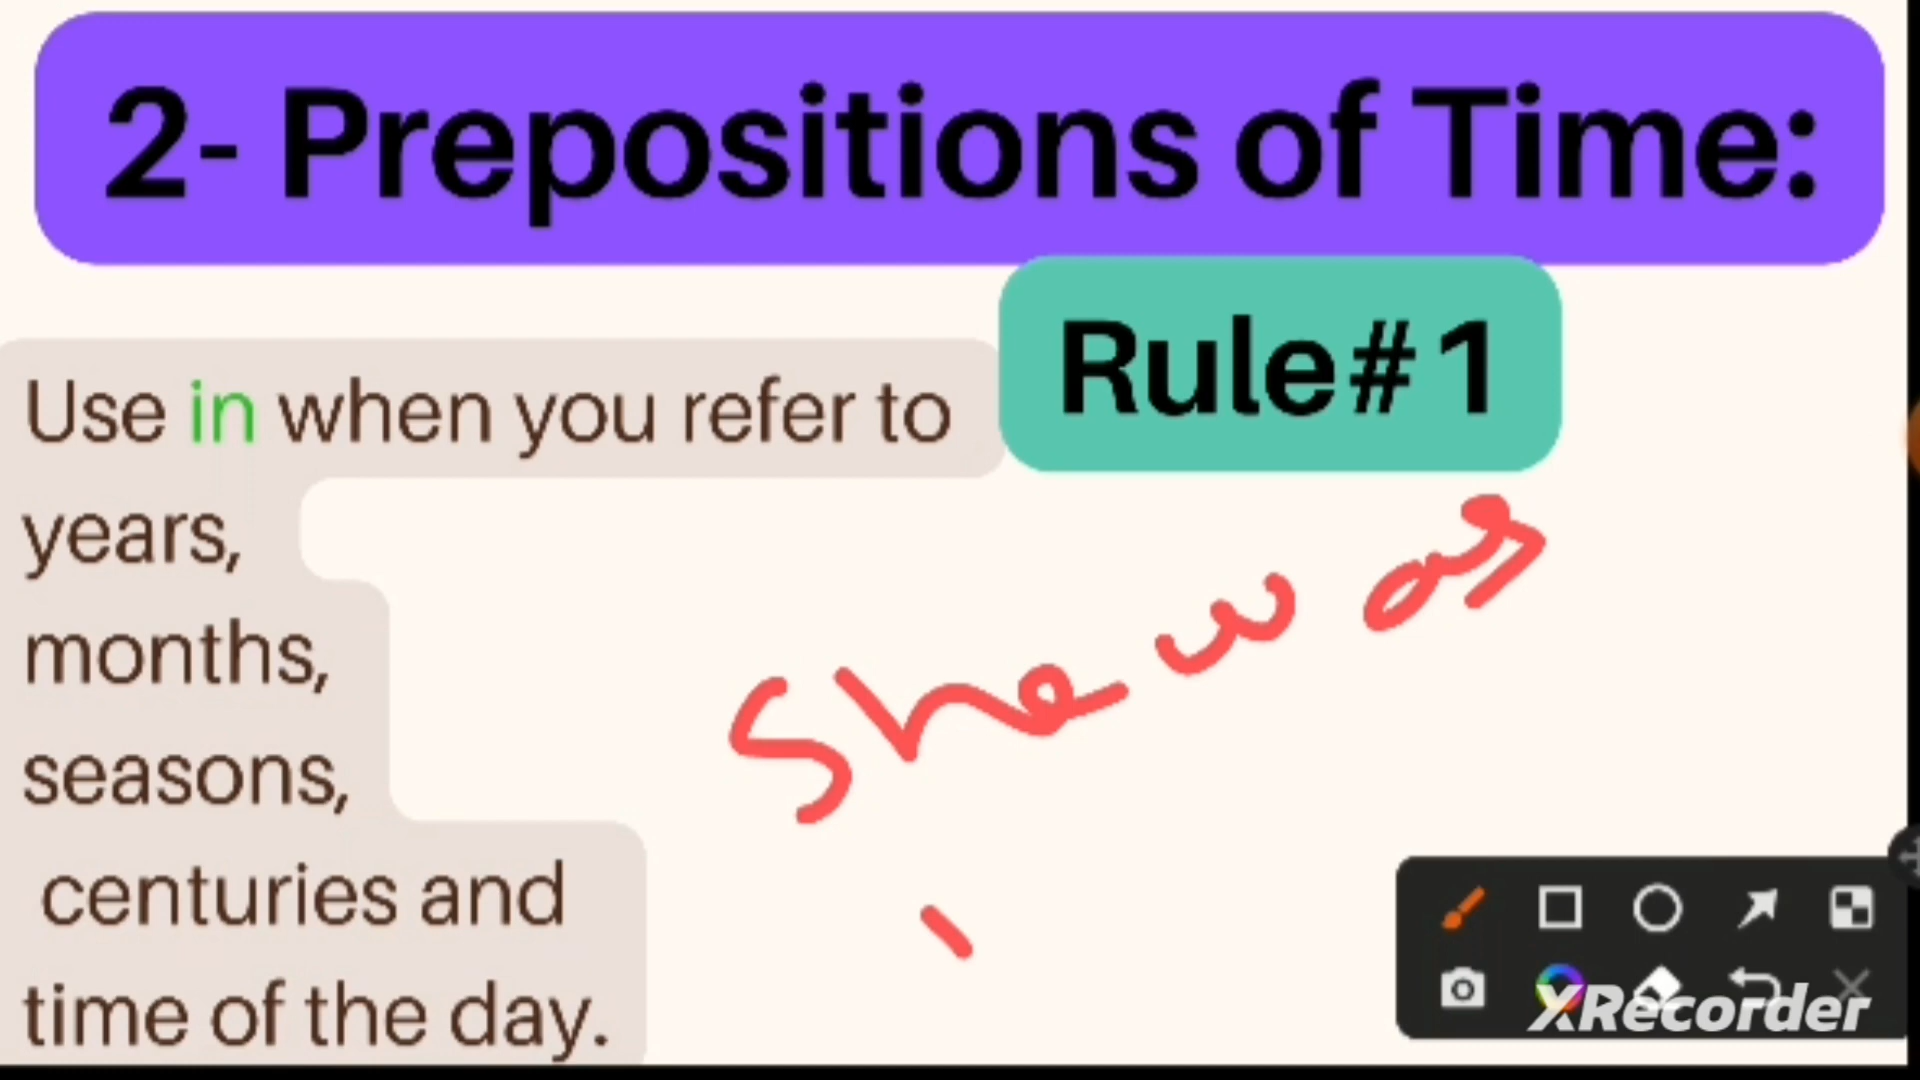 2- Prepositions of Time:
Rule#1
Use in when you refer to
years,
months,
seasons,
centuries and
time of the day.
She was
XRecorder